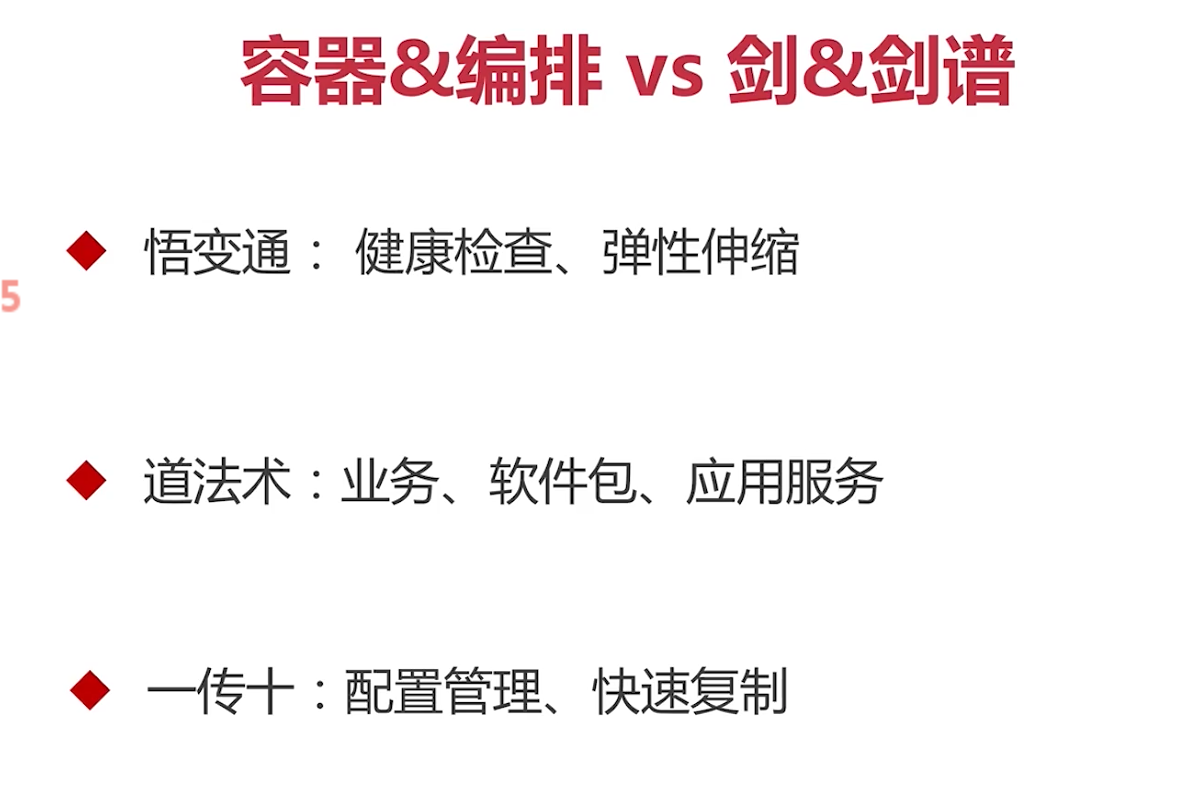 容器&编排 vs 剑&剑谱
悟变通： 健康检查、弹性伸缩
5
道法术：业务、软件包、应用服务
一传十：配置管理、快速复制